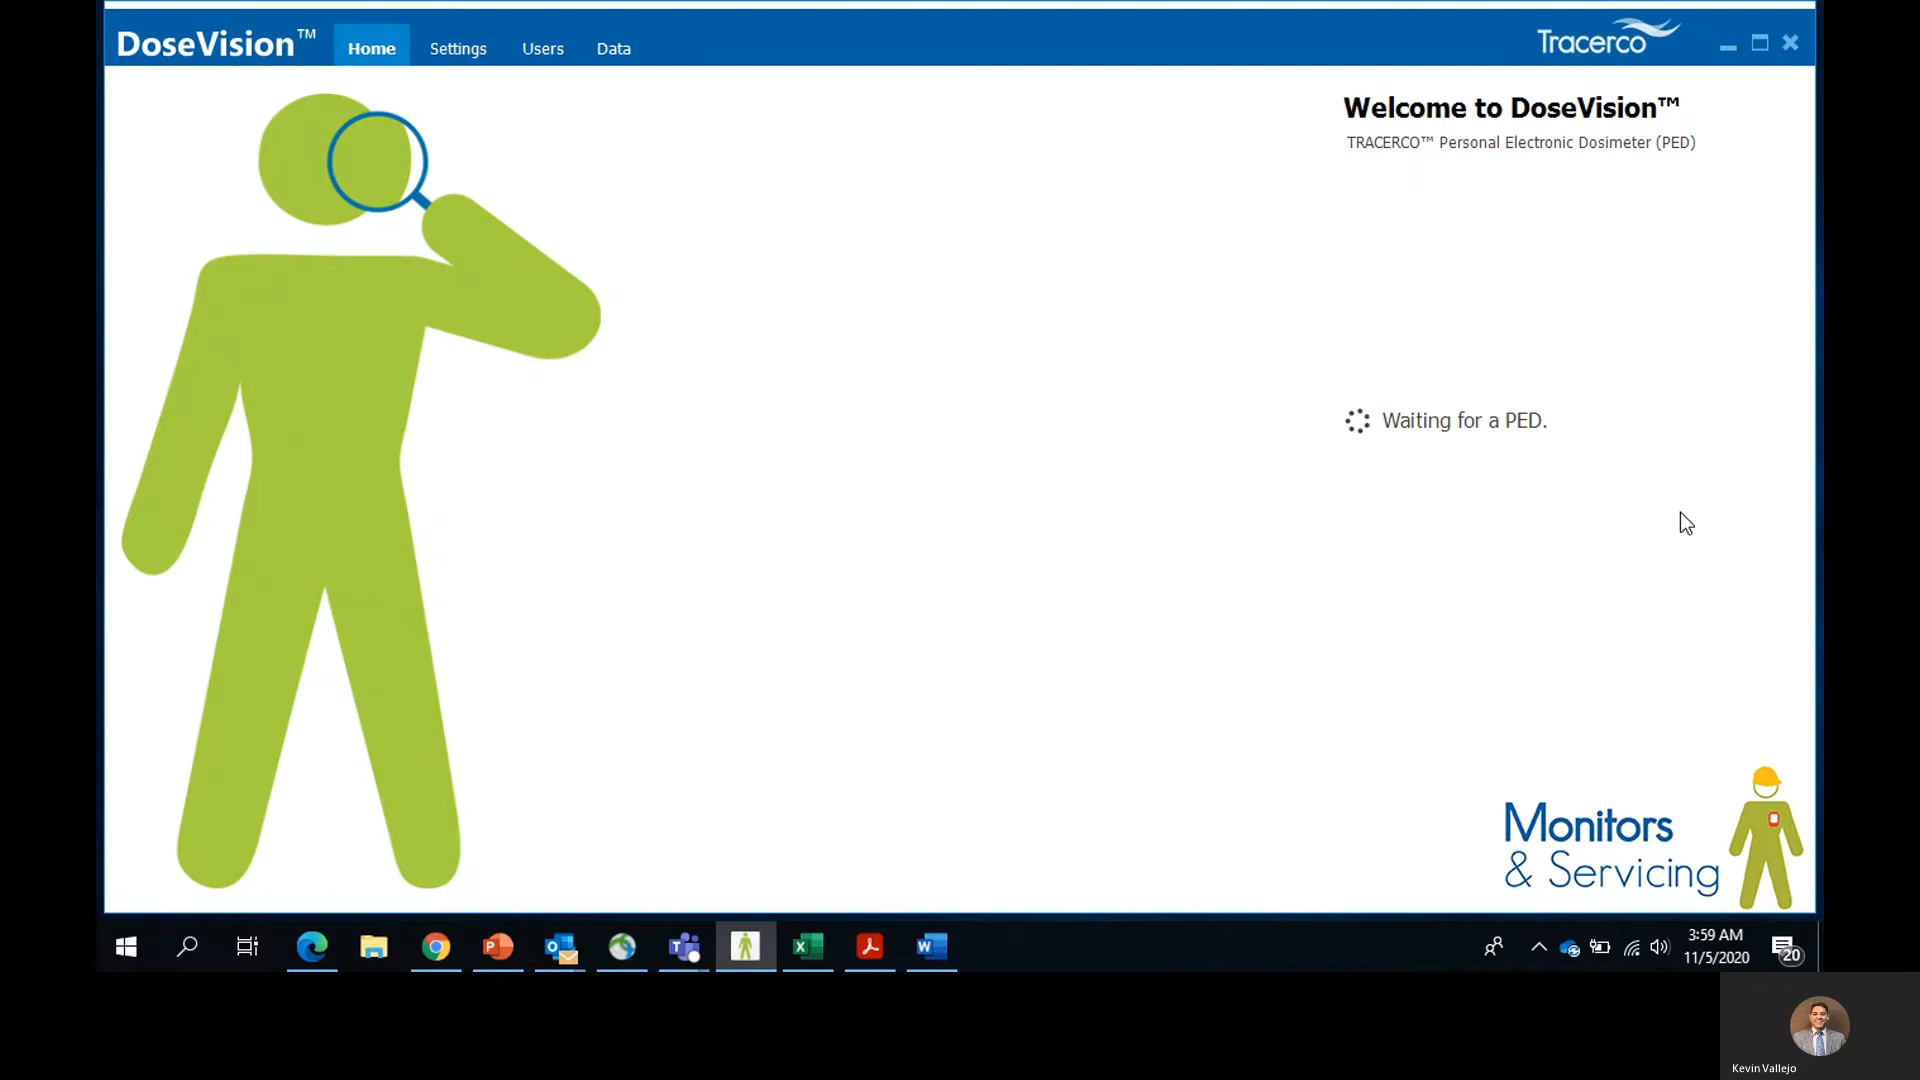 DoseVision™
Home
Settings
Users
Data
Tracerco
Welcome to DoseVision™
TRACERCO™ Personal Electronic Dosimeter (PED)
Waiting for a PED.
Monitors
& Servicing
3:59 AM
11/5/2020
20
Kevin Vallejo